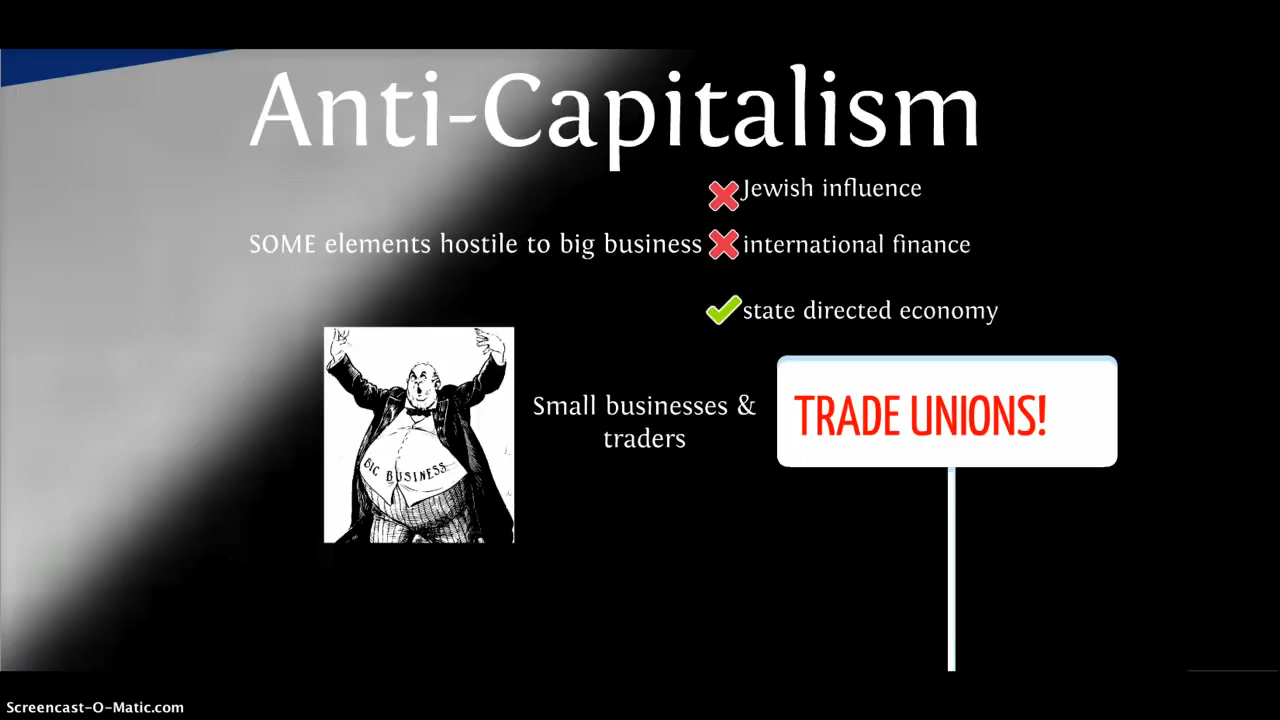 Anti-Capitalism
Jewish influence
SOME elements hostile to big business
international finance
state directed economy
BIG BUSINESS
Small businesses &
traders
TRADE UNIONS!
Screencast-O-Matic.com